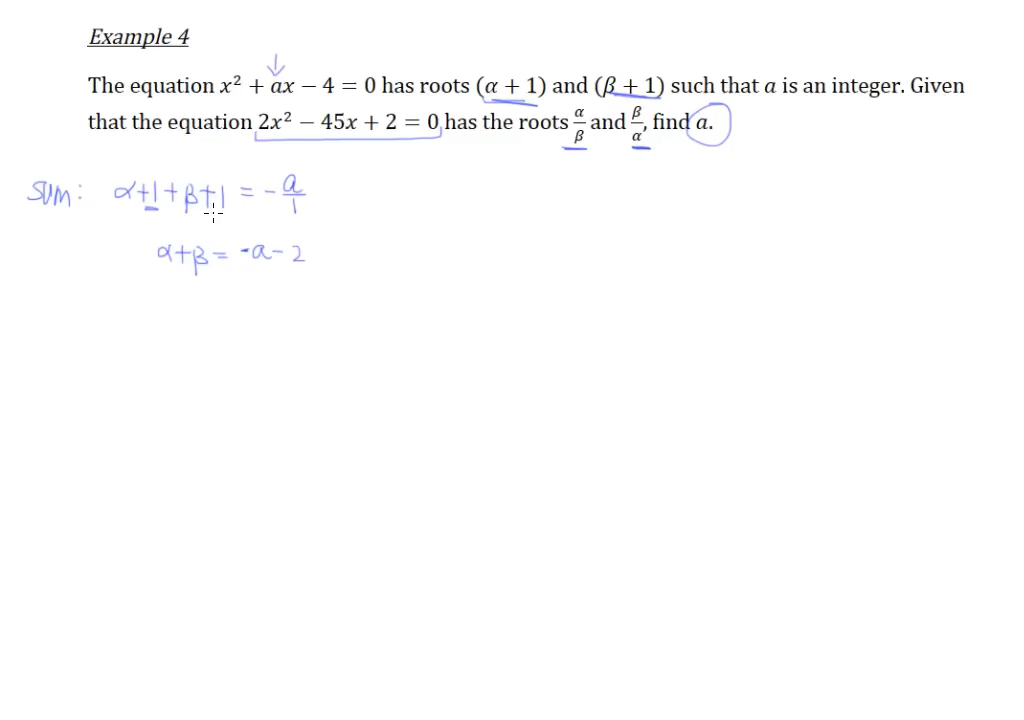 Example 4
The equation x² + ax − 4 = 0 has roots (α + 1) and (β + 1) such that a is an integer. Given
that the equation 2x² − 45x + 2 = 0 has the roots α/β and β/α, find a.
SUM: α+1+β+1 = -a/1
α+β = -a-2